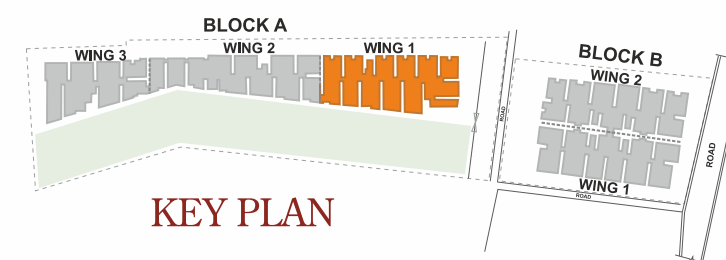 BLOCK A
WING 3
WING 2
WING 1
BLOCK B
WING 2
WING 1
ROAD
ROAD
ROAD
KEY PLAN